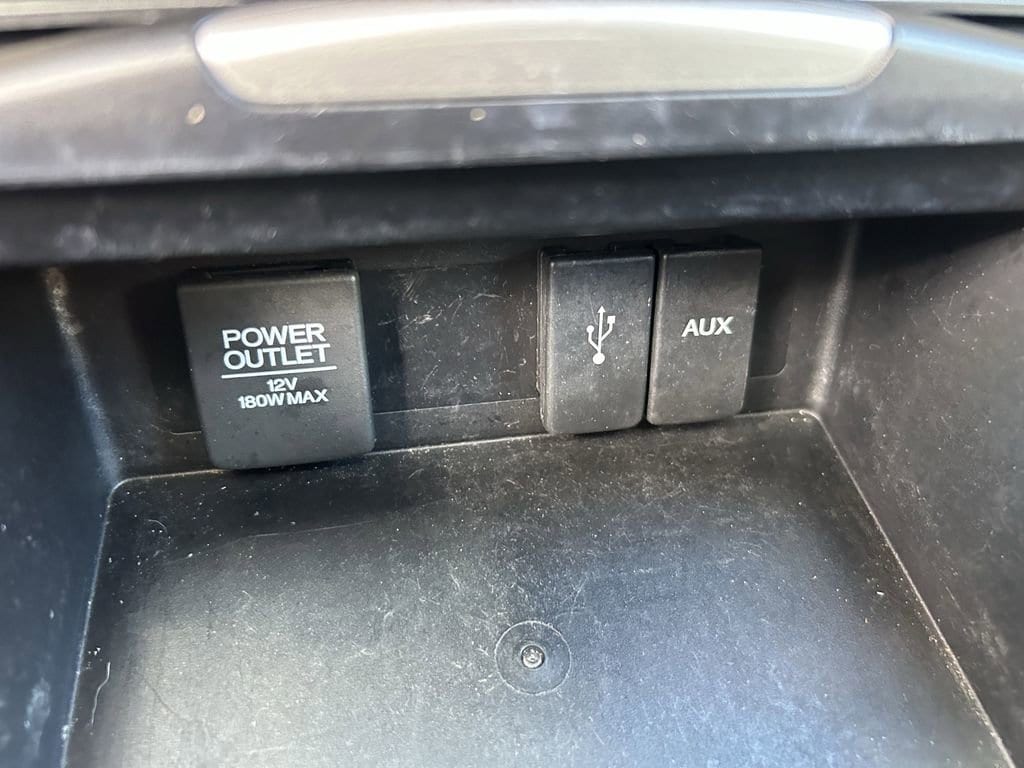 POWER
OUTLET
12V
180W MAX
AUX